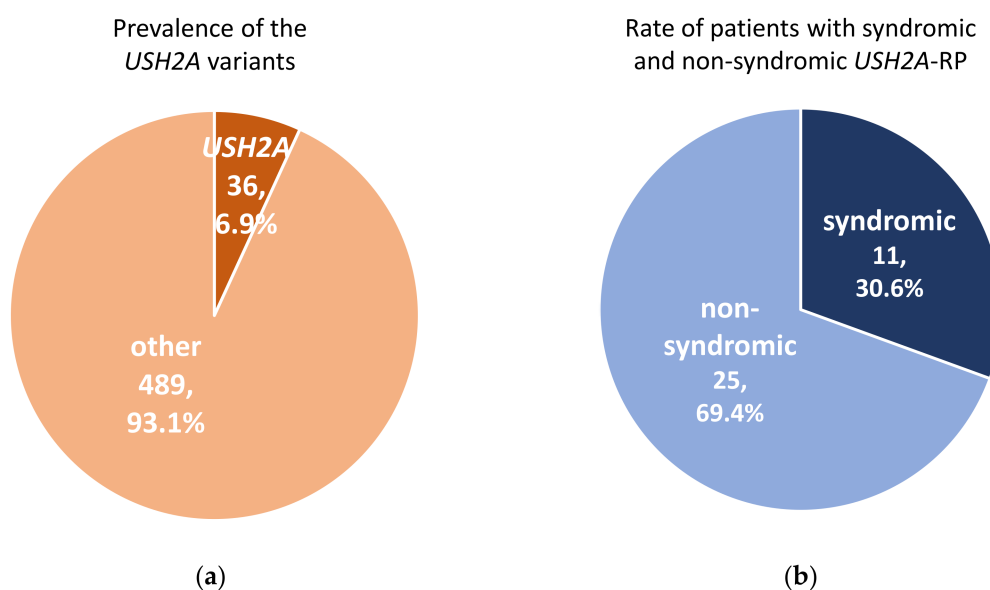 Prevalence of the
USH2A variants
USH2A
36,
6.9%
other
489,
93.1%
(a)
Rate of patients with syndromic
and non-syndromic USH2A-RP
syndromic
11,
30.6%
non-
syndromic
25,
69.4%
(b)